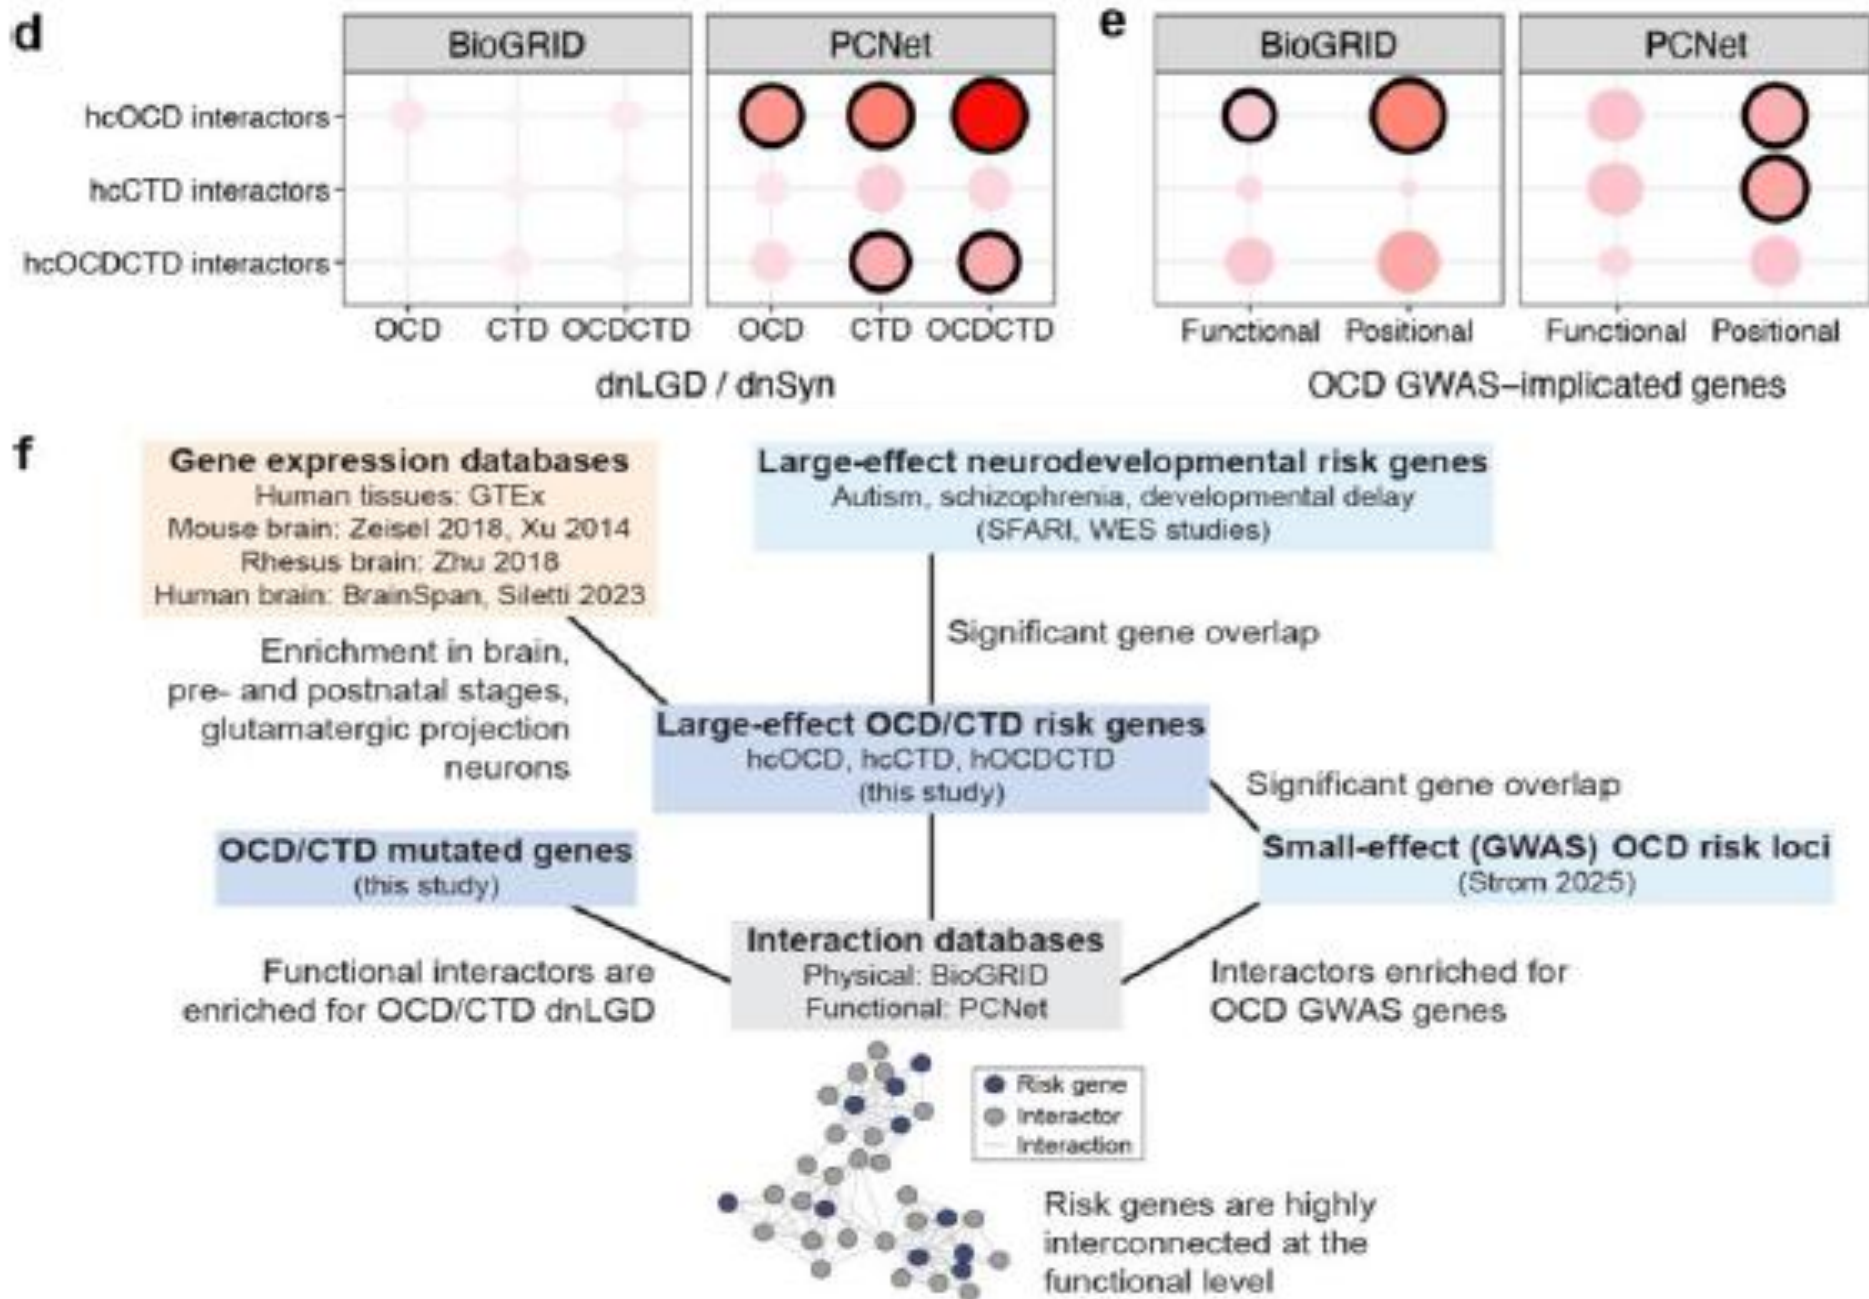 d
BioGRID
PCNet
hcOCD interactors
hcCTD interactors
hcOCDCTD interactors
OCD CTD OCDCTD
OCD CTD OCDCTD
dnLGD / dnSyn
e
BioGRID
PCNet
Functional Positional
Functional Positional
OCD GWAS–implicated genes
f
Gene expression databases
Human tissues: GTEx
Mouse brain: Zeisel 2018, Xu 2014
Rhesus brain: Zhu 2018
Human brain: BrainSpan, Siletti 2023
Large-effect neurodevelopmental risk genes
Autism, schizophrenia, developmental delay
(SFARI, WES studies)
Enrichment in brain,
pre- and postnatal stages,
glutamatergic projection
neurons
Significant gene overlap
Large-effect OCD/CTD risk genes
hcOCD, hcCTD, hOCDCTD
(this study)
Significant gene overlap
OCD/CTD mutated genes
(this study)
Small-effect (GWAS) OCD risk loci
(Strom 2025)
Interaction databases
Physical: BioGRID
Functional: PCNet
Functional interactors are
enriched for OCD/CTD dnLGD
Interactors enriched for
OCD GWAS genes
Risk gene
Interactor
Interaction
Risk genes are highly
interconnected at the
functional level